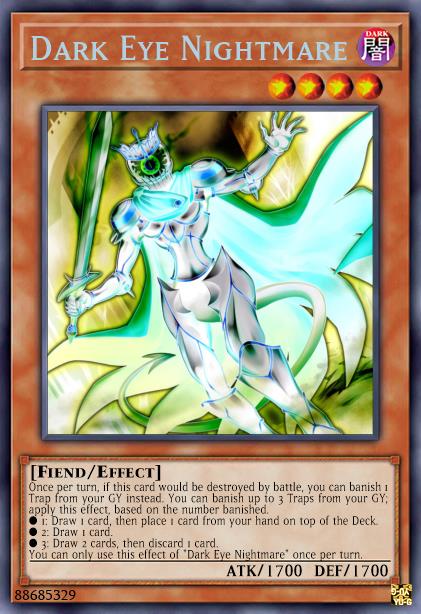 DARK EYE NIGHTMARE
DARK
闇
[FIEND/EFFECT]
Once per turn, if this card would be destroyed by battle, you can banish 1
Trap from your GY instead. You can banish up to 3 Traps from your GY;
apply this effect, based on the number banished.
● 1: Draw 1 card, then place 1 card from your hand on top of the Deck.
● 2: Draw 1 card.
● 3: Draw 2 cards, then discard 1 card.
You can only use this effect of "Dark Eye Nightmare" once per turn.
ATK/1700 DEF/1700
88685329